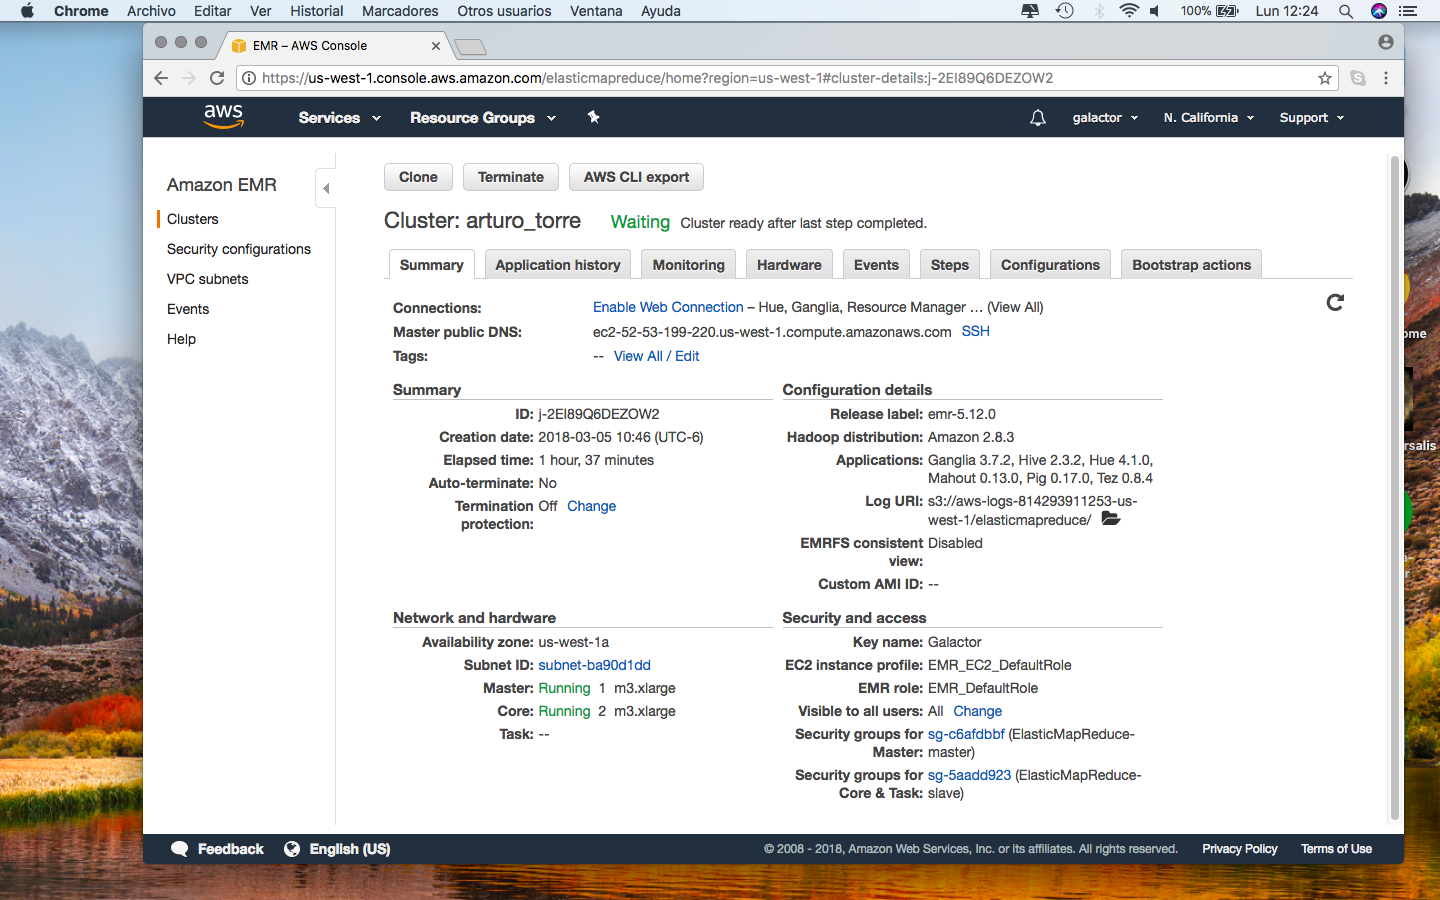 Chrome Archivo Editar Ver Historial Marcadores Otros usuarios Ventana Ayuda 100% Lun 12:24
EMR – AWS Console
https://us-west-1.console.aws.amazon.com/elasticmapreduce/home?region=us-west-1#cluster-details:j-2EI89Q6DEZOW2
aws Services Resource Groups galactor N. California Support
Amazon EMR
Clusters
Security configurations
VPC subnets
Events
Help
Clone Terminate AWS CLI export
Cluster: arturo_torre Waiting Cluster ready after last step completed.
Summary Application history Monitoring Hardware Events Steps Configurations Bootstrap actions
Connections: Enable Web Connection – Hue, Ganglia, Resource Manager … (View All)
Master public DNS: ec2-52-53-199-220.us-west-1.compute.amazonaws.com SSH
Tags: -- View All / Edit
Summary
ID: j-2EI89Q6DEZOW2
Creation date: 2018-03-05 10:46 (UTC-6)
Elapsed time: 1 hour, 37 minutes
Auto-terminate: No
Termination Off Change
protection:
Configuration details
Release label: emr-5.12.0
Hadoop distribution: Amazon 2.8.3
Applications: Ganglia 3.7.2, Hive 2.3.2, Hue 4.1.0,
Mahout 0.13.0, Pig 0.17.0, Tez 0.8.4
Log URI: s3://aws-logs-814293911253-us-
west-1/elasticmapreduce/
EMRFS consistent Disabled
view:
Custom AMI ID: --
Network and hardware
Availability zone: us-west-1a
Subnet ID: subnet-ba90d1dd
Master: Running 1 m3.xlarge
Core: Running 2 m3.xlarge
Task: --
Security and access
Key name: Galactor
EC2 instance profile: EMR_EC2_DefaultRole
EMR role: EMR_DefaultRole
Visible to all users: All Change
Security groups for sg-c6afdbbf (ElasticMapReduce-
Master: master)
Security groups for sg-5aadd923 (ElasticMapReduce-
Core & Task: slave)
Feedback English (US) © 2008 - 2018, Amazon Web Services, Inc. or its affiliates. All rights reserved. Privacy Policy Terms of Use
ome
rsalis